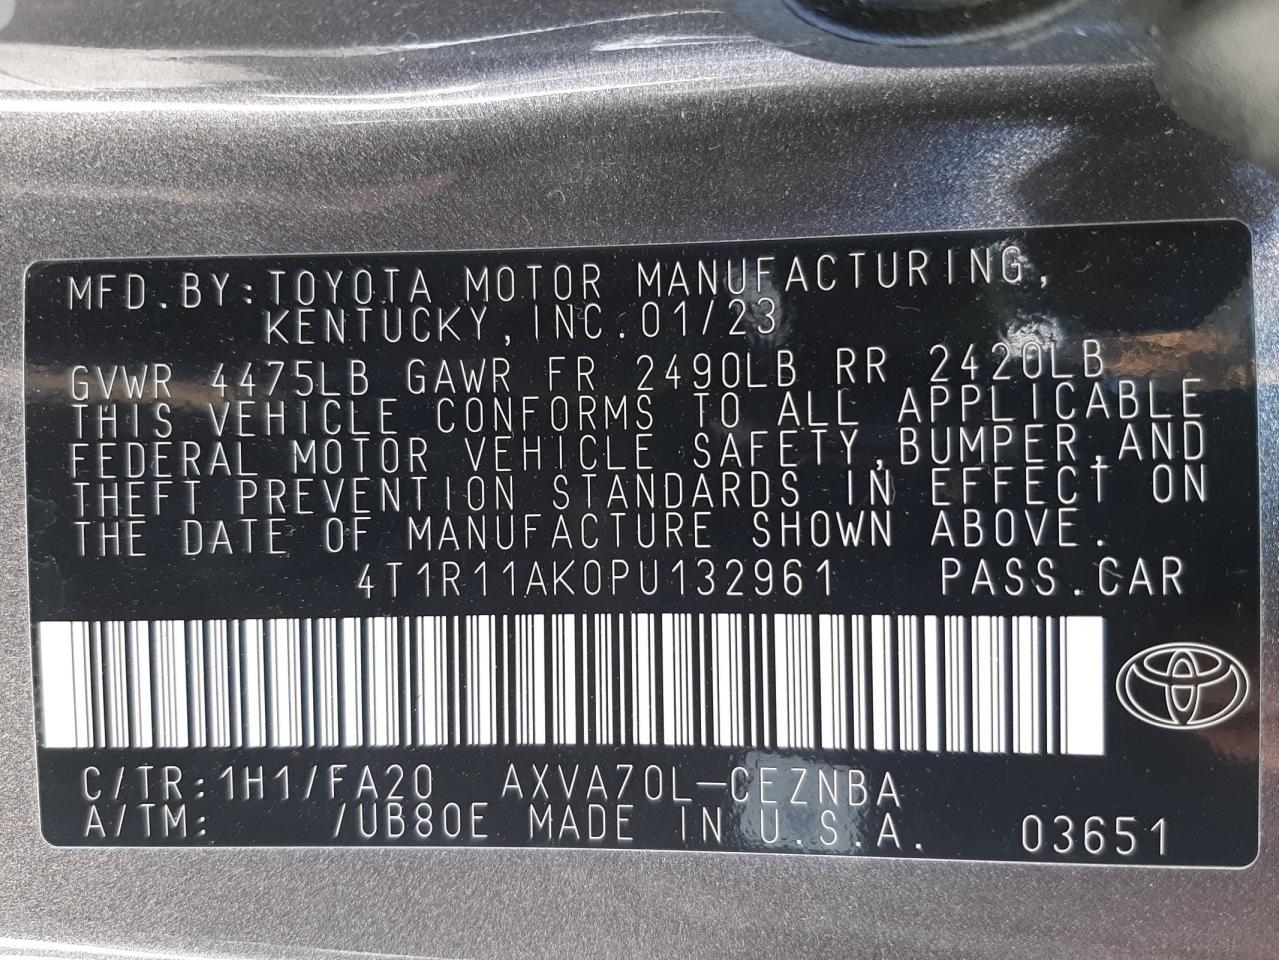 MFD.BY:TOYOTA MOTOR MANUFACTURING,
KENTUCKY,INC.01/23
GVWR 4475LB GAWR FR 2490LB RR 2420LB
THIS VEHICLE CONFORMS TO ALL APPLICABLE
FEDERAL MOTOR VEHICLE SAFETY,BUMPER,AND
THEFT PREVENTION STANDARDS IN EFFECT ON
THE DATE OF MANUFACTURE SHOWN ABOVE.
4T1R11AK0PU132961 PASS.CAR
C/TR:1H1/FA20 AXVA70L-CEZNBA
A/TM: /UB80E MADE IN U.S.A. 03651